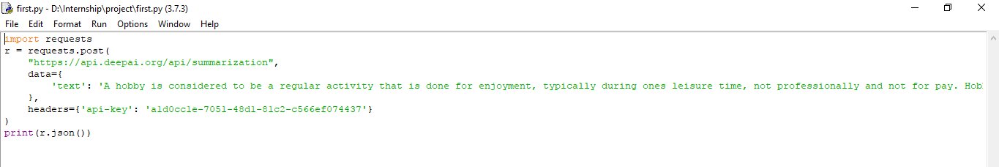 first.py - D:\Internship\project\first.py (3.7.3)
File Edit Format Run Options Window Help
import requests
r = requests.post(
    "https://api.deepai.org/api/summarization",
    data={
        'text': 'A hobby is considered to be a regular activity that is done for enjoyment, typically during ones leisure time, not professionally and not for pay. Hob
    },
    headers={'api-key': 'a1d0cc1e-7051-48d1-81c2-c566ef074437'}
)
print(r.json())